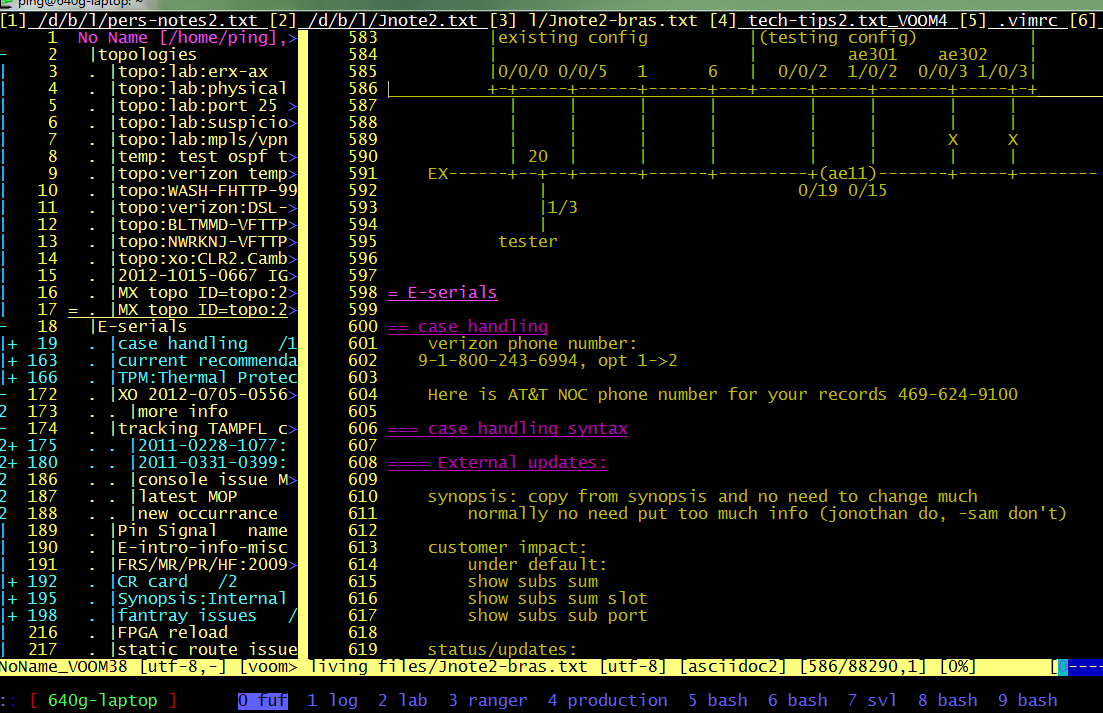 ping@640g-laptop: ~
[1] /d/b/l/pers-notes2.txt [2] /d/b/l/Jnote2.txt [3] l/Jnote2-bras.txt [4] tech-tips2.txt_VOOM4 [5] .vimrc [6]
1 No Name [/home/ping],>
- 2 |topologies
| 3 . |topo:lab:erx-ax
| 4 . |topo:lab:physical
| 5 . |topo:lab:port 25 >
| 6 . |topo:lab:suspicio>
| 7 . |topo:lab:mpls/vpn
| 8 . |temp: test ospf t>
| 9 . |topo:verizon temp>
| 10 . |topo:WASH-FHTTP-99
| 11 . |topo:verizon:DSL->
| 12 . |topo:BLTMMD-VFTTP>
| 13 . |topo:NWRKNJ-VFTTP>
| 14 . |topo:xo:CLR2.Camb>
| 15 . |2012-1015-0667 IG>
| 16 . |MX topo ID=topo:2>
| 17 = . |MX topo ID=topo:2>
- 18 |E-serials
|+ 19 . |case handling /1
|+ 163 . |current recommenda
|+ 166 . |TPM:Thermal Protec
- 172 . |XO 2012-0705-0556>
2 173 . . |more info
- 174 . |tracking TAMPFL c>
2+ 175 . . |2011-0228-1077:
2+ 180 . . |2011-0331-0399:
2 186 . . |console issue M>
2 187 . . |latest MOP
2 188 . . |new occurrance
| 189 . |Pin Signal name
| 190 . |E-intro-info-misc
| 191 . |FRS/MR/PR/HF:2009>
|+ 192 . |CR card /2
|+ 195 . |Synopsis:Internal
|+ 198 . |fantray issues /
| 216 . |FPGA reload
| 217 . |static route issue
583 |existing config |(testing config) |
584 | | ae301 ae302 |
585 |0/0/0 0/0/5 1 6 | 0/0/2 1/0/2 0/0/3 1/0/3|
586 +-+-----+------+------+---+-----+-----+-------+-----+-+
587 | | | | | | | |
588 | | | | | | | |
589 | | | | | | X X
590 | 20 | | | | | | |
591 EX------+--+--+------+------+---------+(ae11)-------+-----+--------
592 | 0/19 0/15
593 |1/3
594 |
595 tester
596
597
598 = E-serials
599
600 == case handling
601 verizon phone number:
602 9-1-800-243-6994, opt 1->2
603
604 Here is AT&T NOC phone number for your records 469-624-9100
605
606 === case handling syntax
607
608 ==== External updates:
609
610 synopsis: copy from synopsis and no need to change much
611 normally no need put too much info (jonothan do, -sam don't)
612
613 customer impact:
614 under default:
615 show subs sum
616 show subs sum slot
617 show subs sub port
618
619 status/updates:
NoName_VOOM38 [utf-8,-] [voom> living files/Jnote2-bras.txt [utf-8] [asciidoc2] [586/88290,1] [0%] [----
:: [ 640g-laptop ] 0 fuf 1 log 2 lab 3 ranger 4 production 5 bash 6 bash 7 svl 8 bash 9 bash